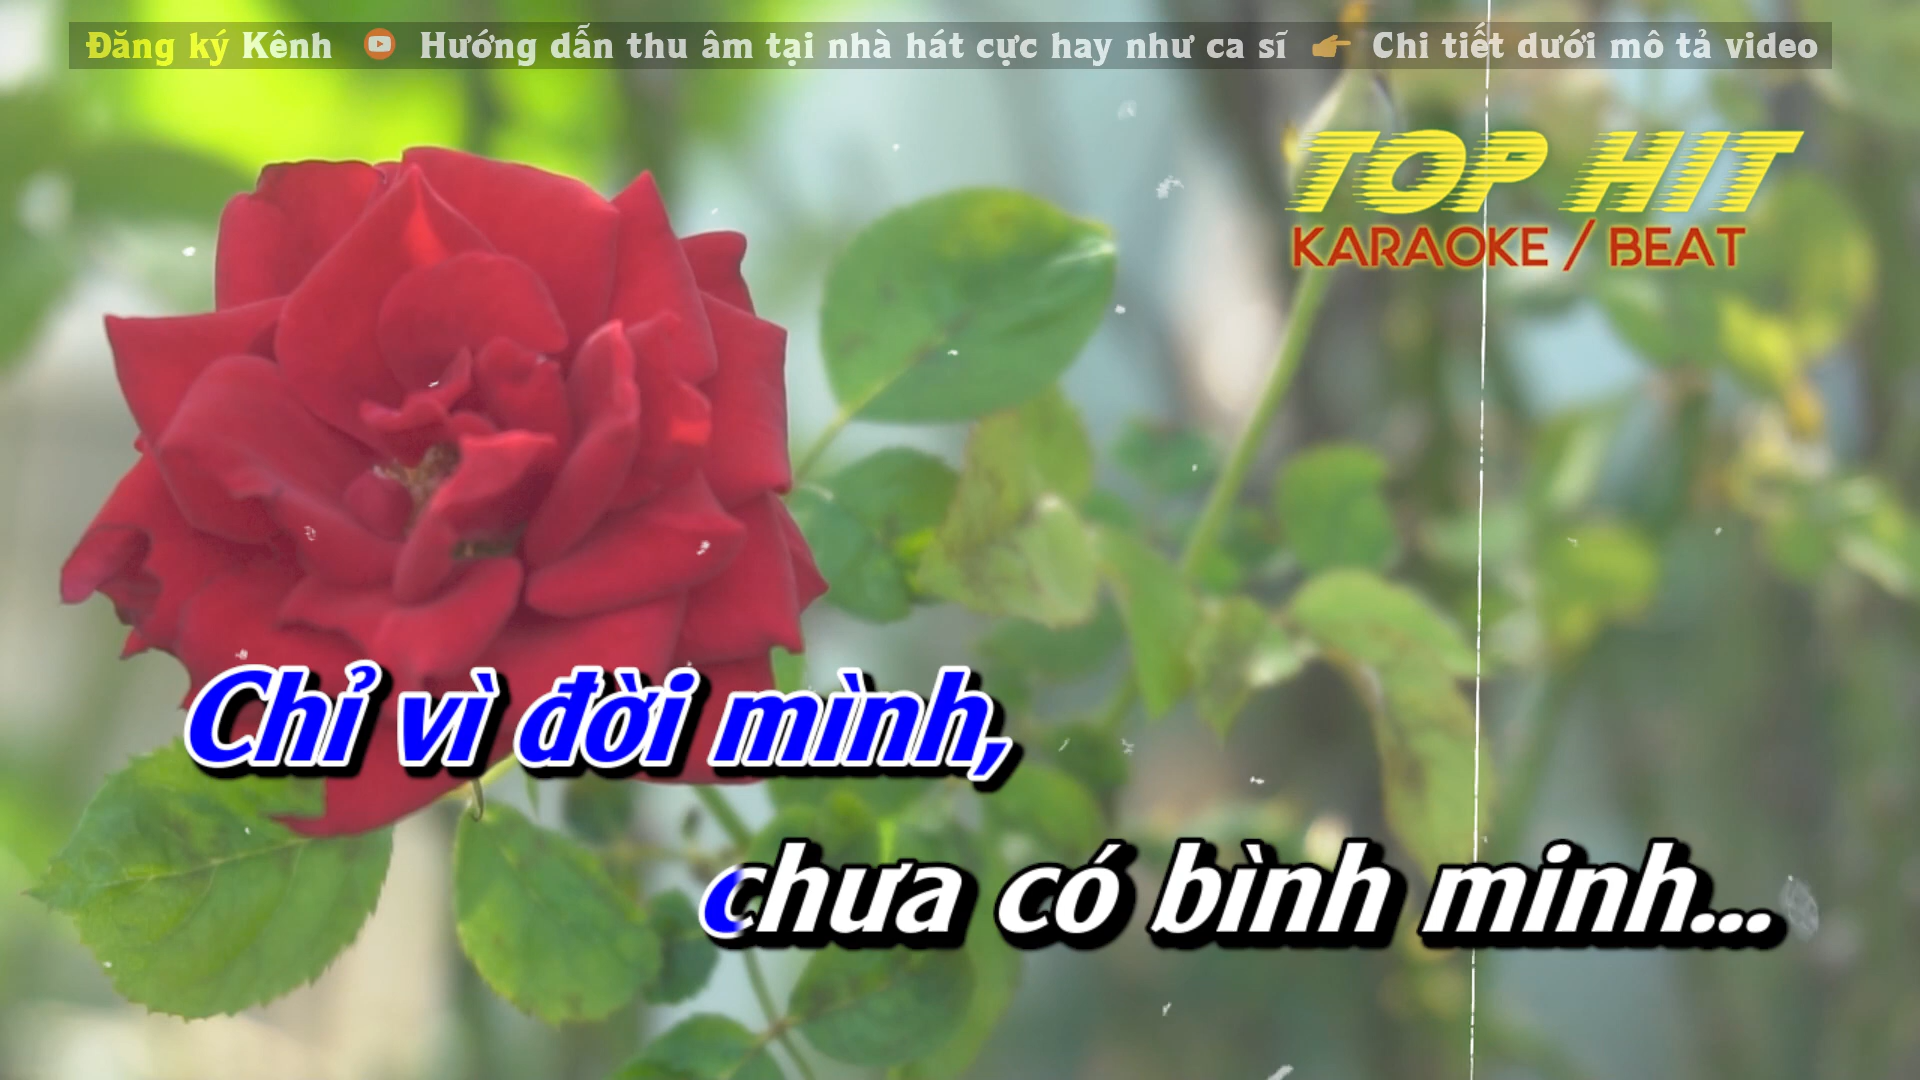 Đăng ký Kênh Hướng dẫn thu âm tại nhà hát cực hay như ca sĩ Chi tiết dưới mô tả video
TOP HIT
KARAOKE / BEAT
Chỉ vì đời mình,
chưa có bình minh...